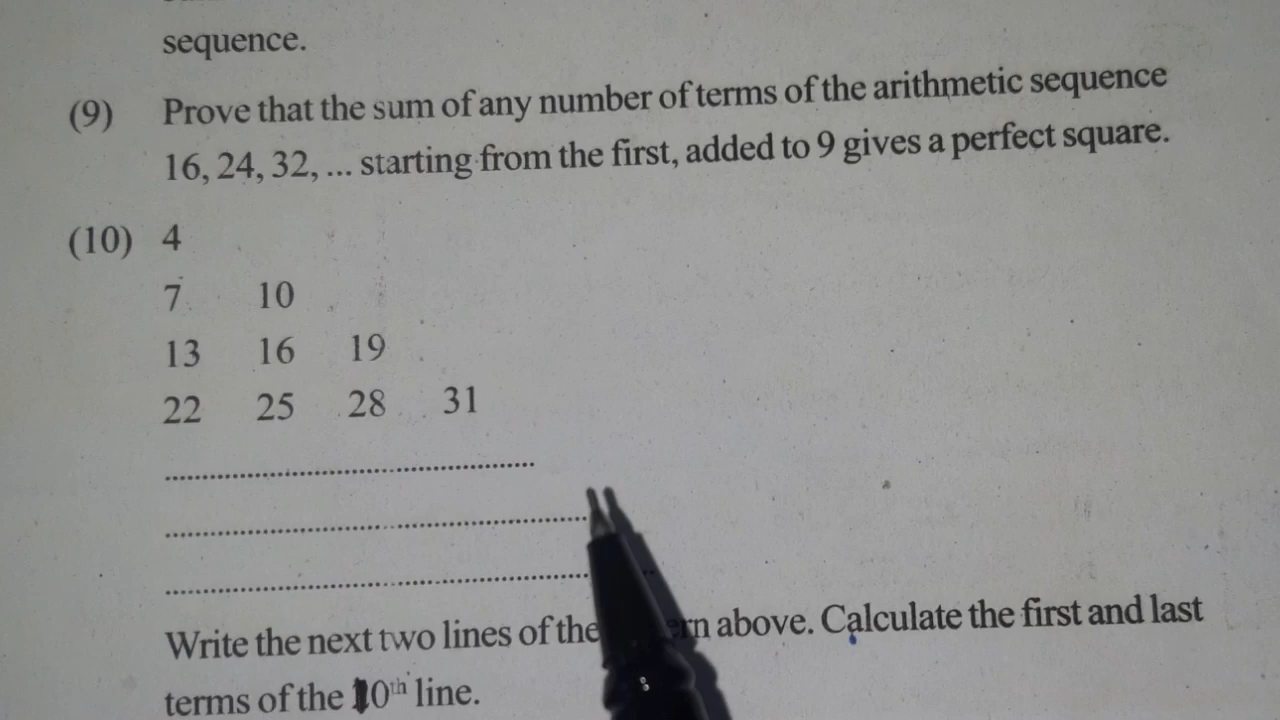 sequence.
(9) Prove that the sum of any number of terms of the arithmetic sequence
16, 24, 32, ... starting from the first, added to 9 gives a perfect square.
(10) 4
7 10
13 16 19
22 25 28 31
Write the next two lines of the ern above. Calculate the first and last
terms of the 10th line.